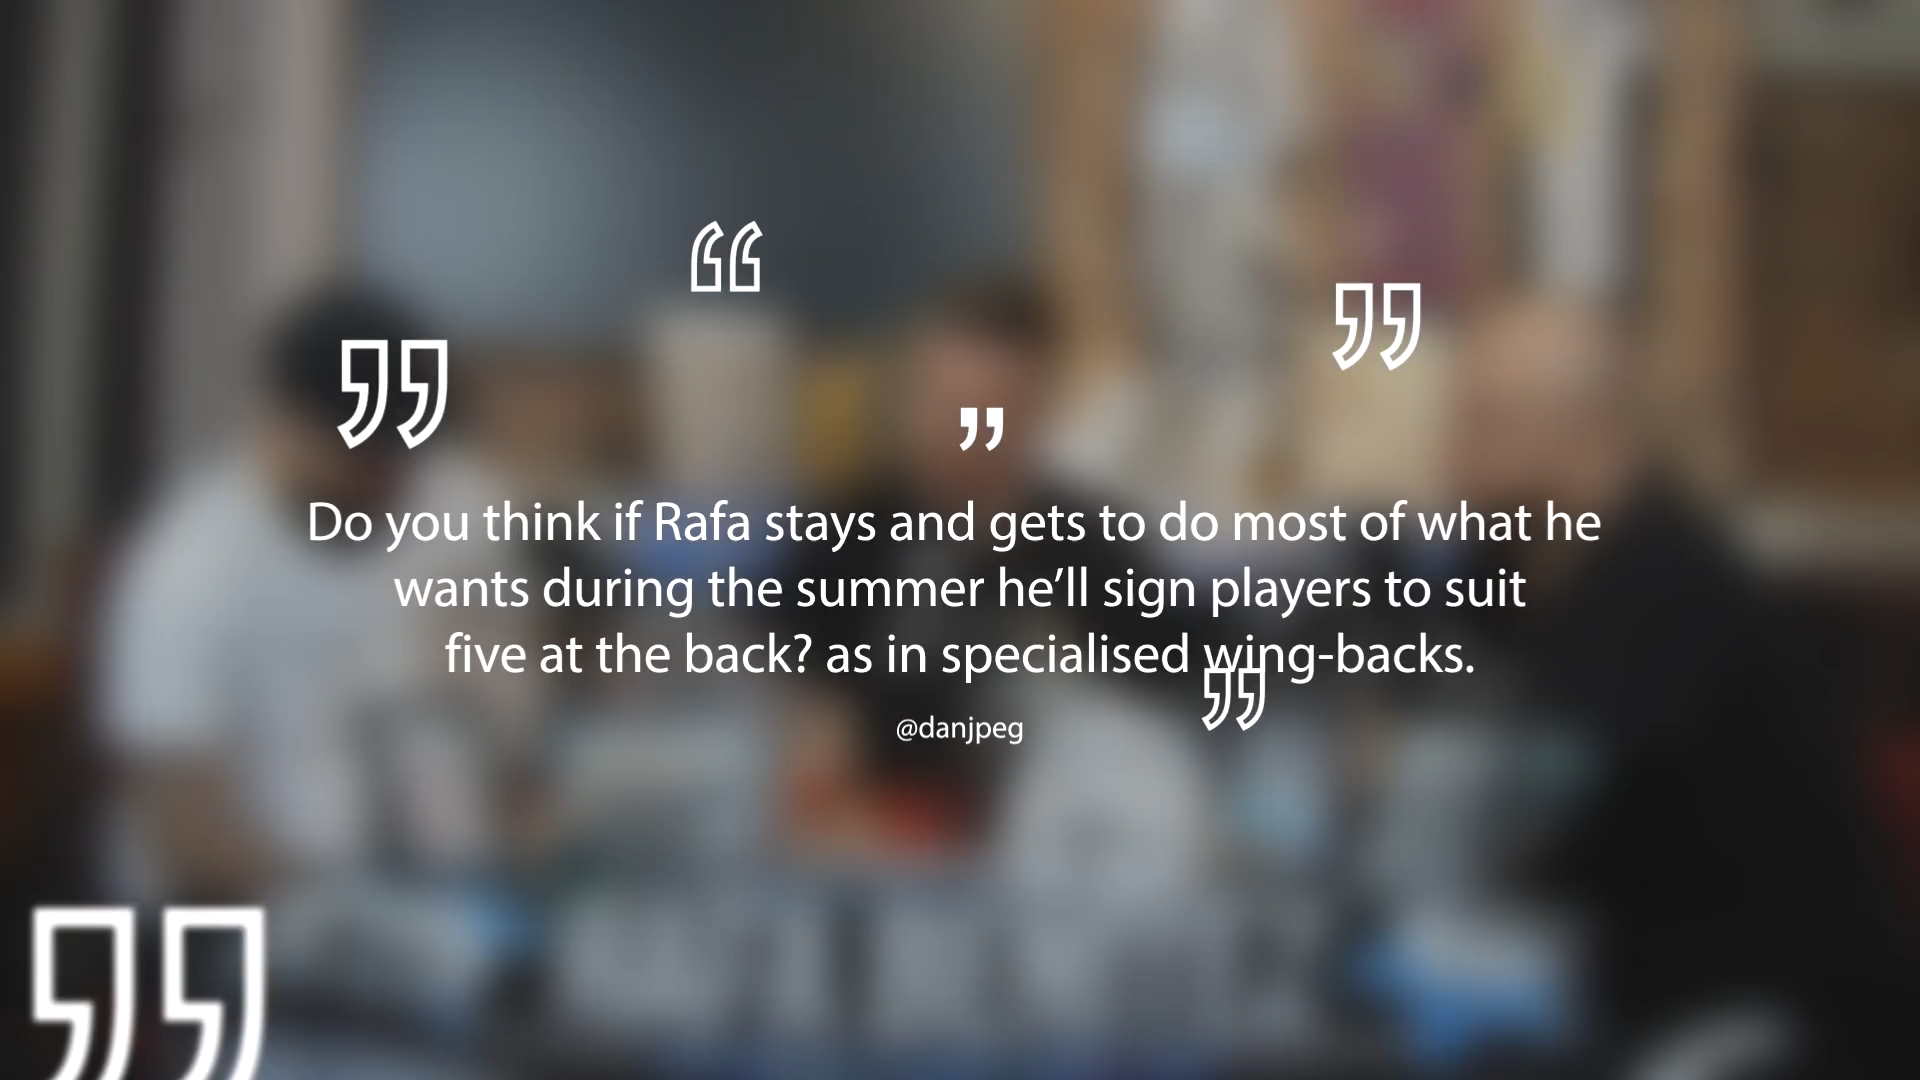 Do you think if Rafa stays and gets to do most of what he
wants during the summer he’ll sign players to suit
five at the back? as in specialised wing-backs.
@danjpeg